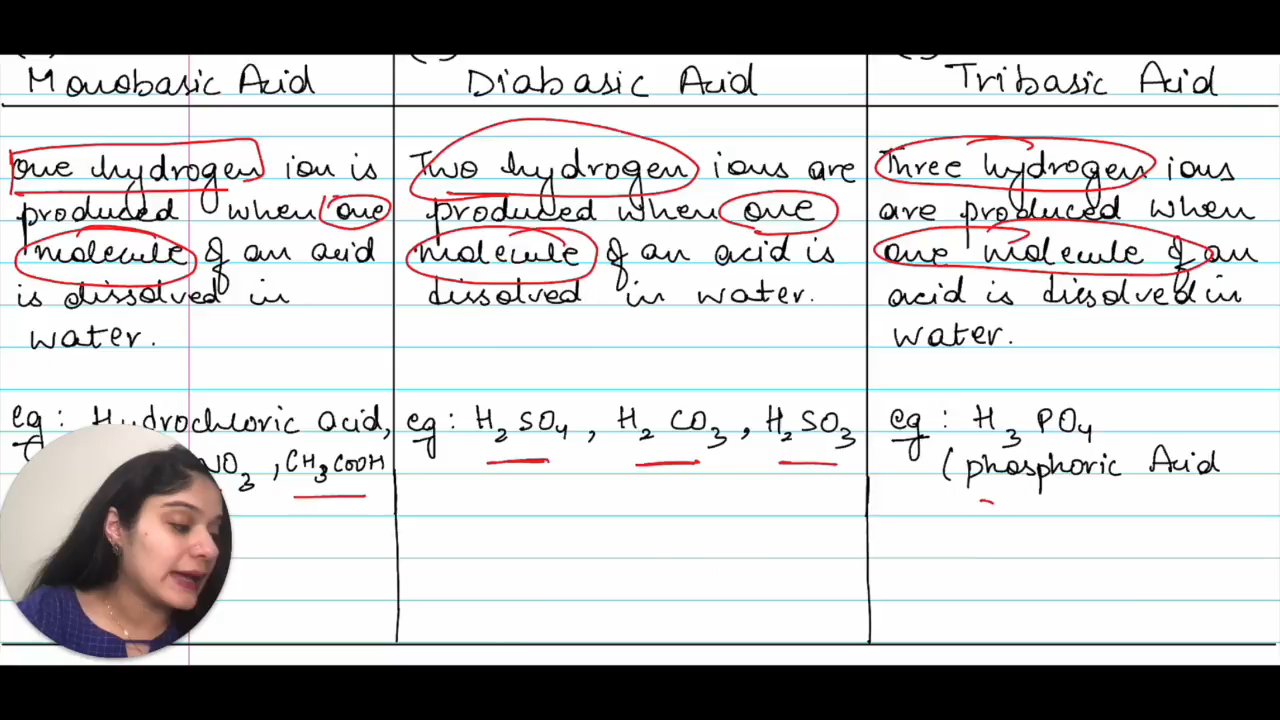 Monobasic Acid
one hydrogen ion is
produced when one
molecule of an acid
is dissolved in
water.
eg: Hydrochloric acid,
NO3, CH3COOH
Diabasic Acid
Two hydrogen ions are
produced when one
molecule of an acid is
dissolved in water.
eg: H2SO4, H2CO3, H2SO3
Tribasic Acid
Three hydrogen ions
are produced when
one molecule of an
acid is dissolved in
water.
eg: H3PO4
(phosphoric Acid